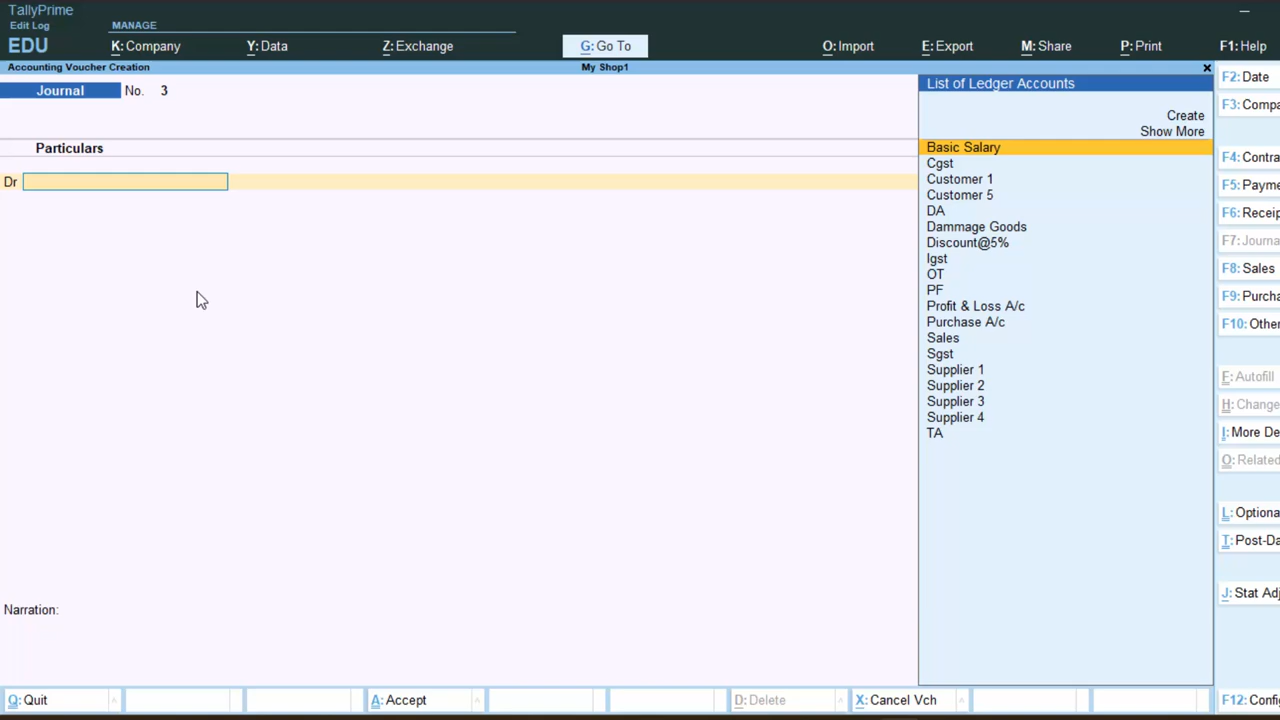 TallyPrime
Edit Log
MANAGE
EDU
K: Company
Y: Data
Z: Exchange
G: Go To
O: Import
E: Export
M: Share
P: Print
F1: Help
Accounting Voucher Creation
My Shop1
Journal No. 3
Particulars
Dr
Narration:
List of Ledger Accounts
Create
Show More
Basic Salary
Cgst
Customer 1
Customer 5
DA
Dammage Goods
Discount@5%
Igst
OT
PF
Profit & Loss A/c
Purchase A/c
Sales
Sgst
Supplier 1
Supplier 2
Supplier 3
Supplier 4
TA
F2: Date
F3: Compa
F4: Contra
F5: Payme
F6: Receip
F7: Journa
F8: Sales
F9: Purcha
F10: Other
F: Autofill
H: Change
I: More De
O: Related
L: Optiona
T: Post-Da
J: Stat Adj
F12: Config
Q: Quit
A: Accept
D: Delete
X: Cancel Vch